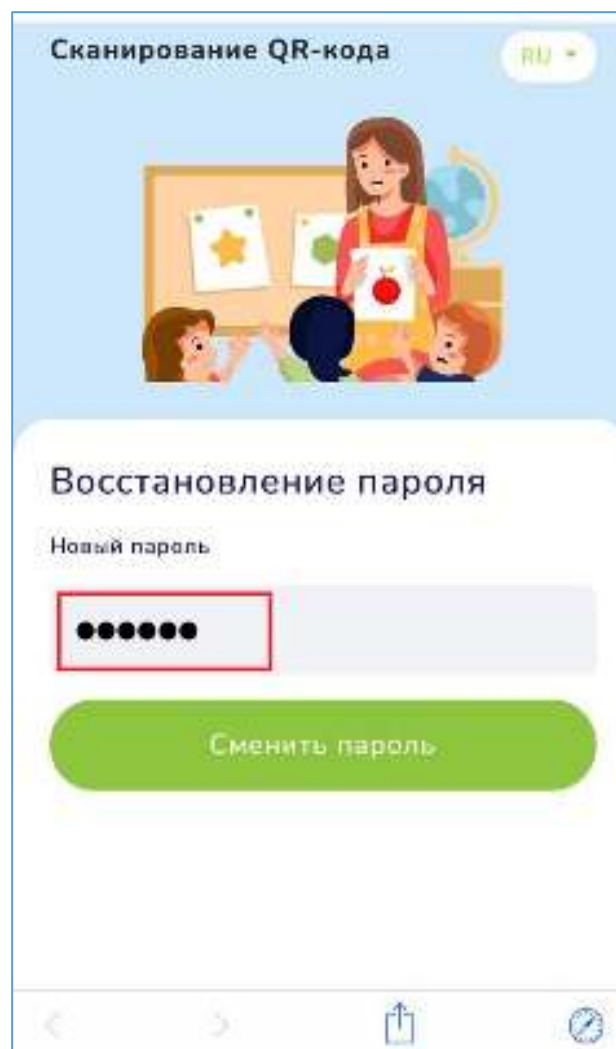 Сканирование QR-кода
RU
Восстановление пароля
Новый пароль
●●●●●●
Сменить пароль